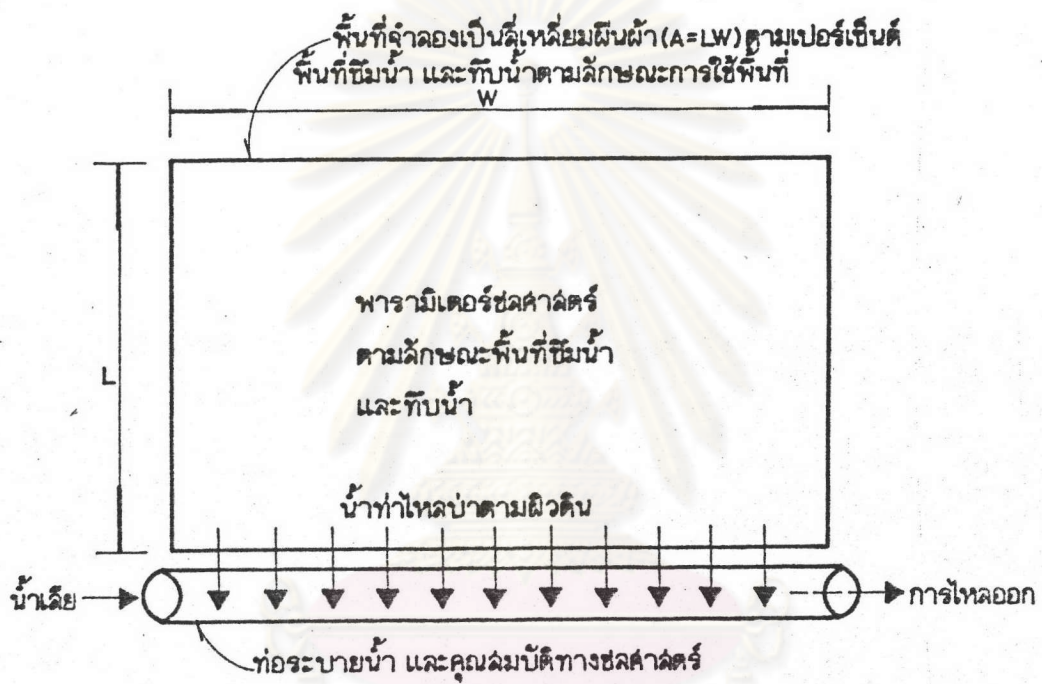 พื้นที่จำลองเป็นสี่เหลี่ยมผืนผ้า (A=LW) ตามเปอร์เซ็นต์
พื้นที่ซึมน้ำ และทึบน้ำตามลักษณะการใช้พื้นที่
W
L
พารามิเตอร์ชลศาสตร์
ตามลักษณะพื้นที่ซึมน้ำ
และทึบน้ำ
น้ำท่าไหลบ่าตามผิวดิน
น้ำเสีย
การไหลออก
ท่อระบายน้ำ และคุณสมบัติทางชลศาสตร์